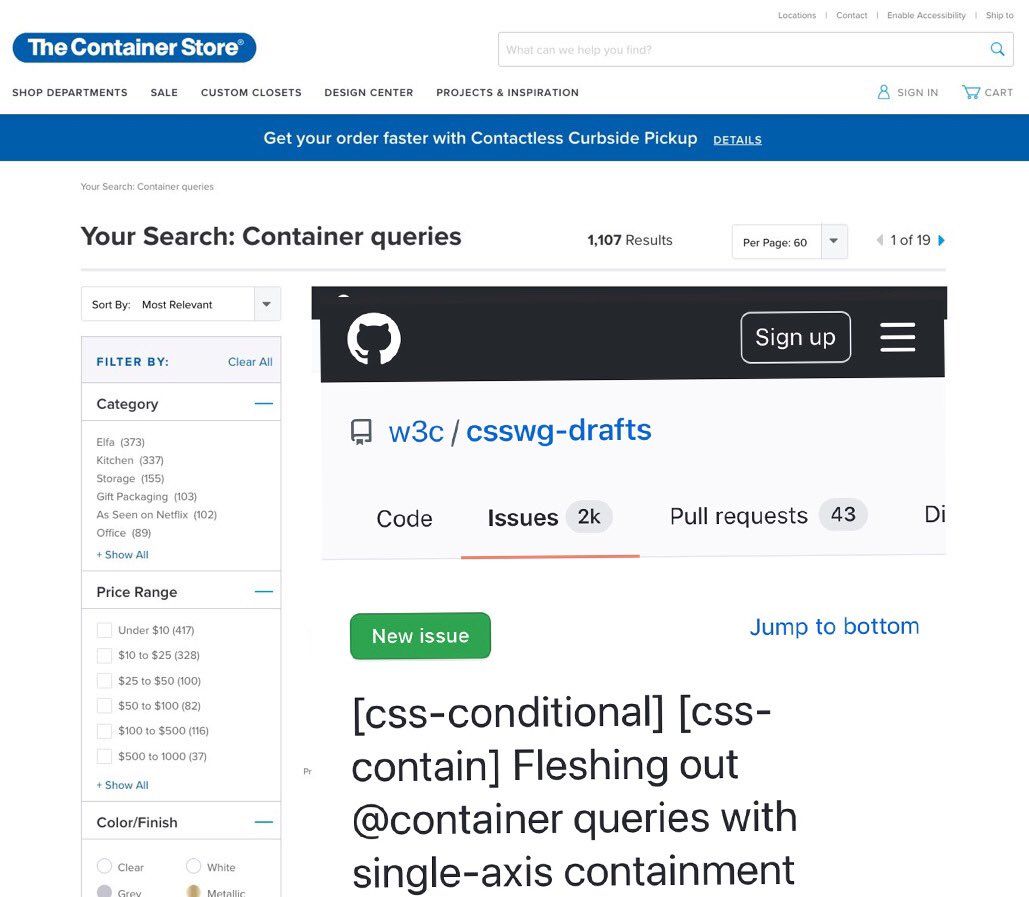 Locations | Contact | Enable Accessibility | Ship to
The Container Store®
What can we help you find?
SHOP DEPARTMENTS SALE CUSTOM CLOSETS DESIGN CENTER PROJECTS & INSPIRATION SIGN IN CART
Get your order faster with Contactless Curbside Pickup DETAILS
Your Search: Container queries
Your Search: Container queries 1,107 Results Per Page: 60 1 of 19
Sort By: Most Relevant
FILTER BY: Clear All
Category
Elfa (373)
Kitchen (337)
Storage (155)
Gift Packaging (103)
As Seen on Netflix (102)
Office (89)
+ Show All
Price Range
Under $10 (417)
$10 to $25 (328)
$25 to $50 (100)
$50 to $100 (82)
$100 to $500 (116)
$500 to 1000 (37)
+ Show All
Color/Finish
Clear White
Grey Metallic
Pr
Sign up
w3c / csswg-drafts
Code Issues 2k Pull requests 43 Di
New issue Jump to bottom
[css-conditional] [css-
contain] Fleshing out
@container queries with
single-axis containment